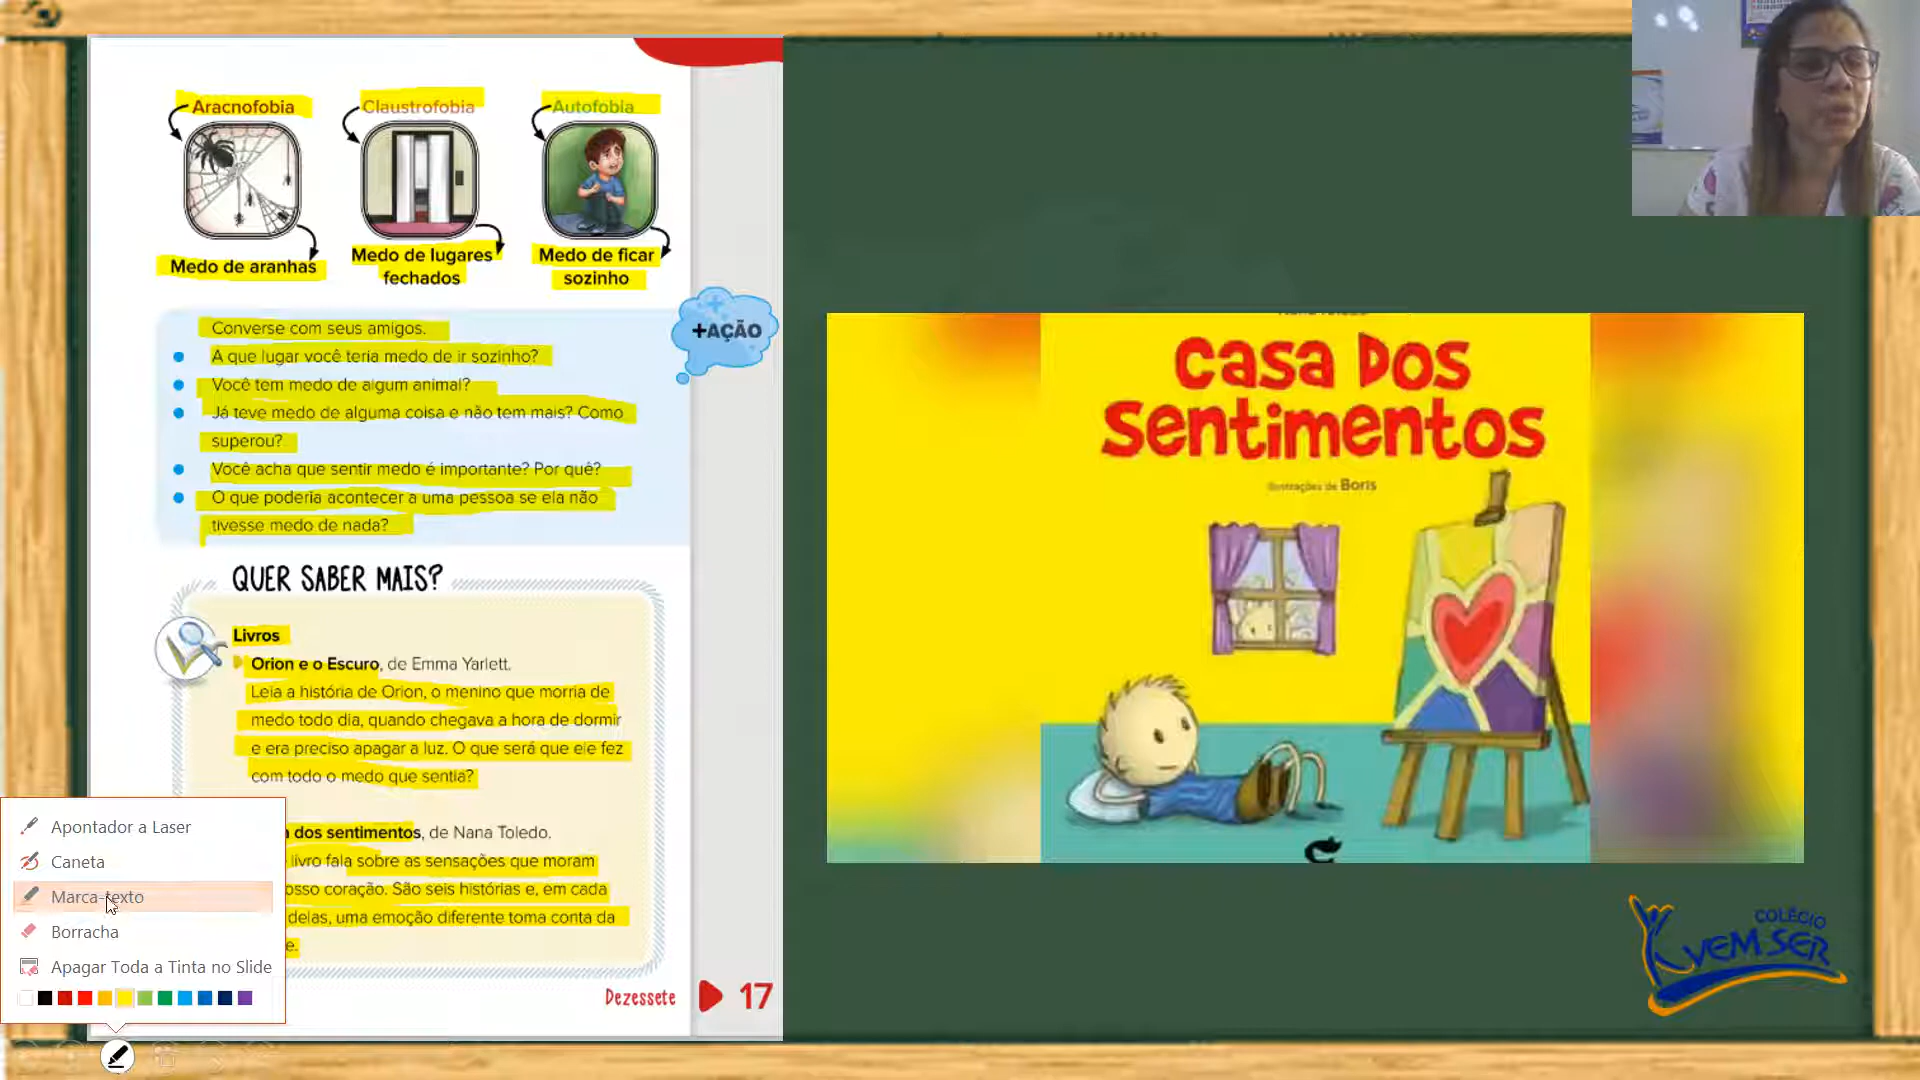 Aracnofobia
Claustrofobia
Autofobia
Medo de aranhas
Medo de lugares
fechados
Medo de ficar
sozinho
Converse com seus amigos.
A que lugar você teria medo de ir sozinho?
Você tem medo de algum animal?
Já teve medo de alguma coisa e não tem mais? Como
superou?
Você acha que sentir medo é importante? Por quê?
O que poderia acontecer a uma pessoa se ela não
tivesse medo de nada?
+AÇÃO
QUER SABER MAIS?
Livros
Orion e o Escuro, de Emma Yarlett.
Leia a história de Orion, o menino que morria de
medo todo dia, quando chegava a hora de dormir
e era preciso apagar a luz. O que será que ele fez
com todo o medo que sentia?
dos sentimentos, de Nana Toledo.
livro fala sobre as sensações que moram
osso coração. São seis histórias e, em cada
delas, uma emoção diferente toma conta da
e.
Dezessete
17
Apontador a Laser
Caneta
Marca-texto
Borracha
Apagar Toda a Tinta no Slide
Casa Dos
Sentimentos
Ilustrações de Boris
COLÉGIO
VEM SER